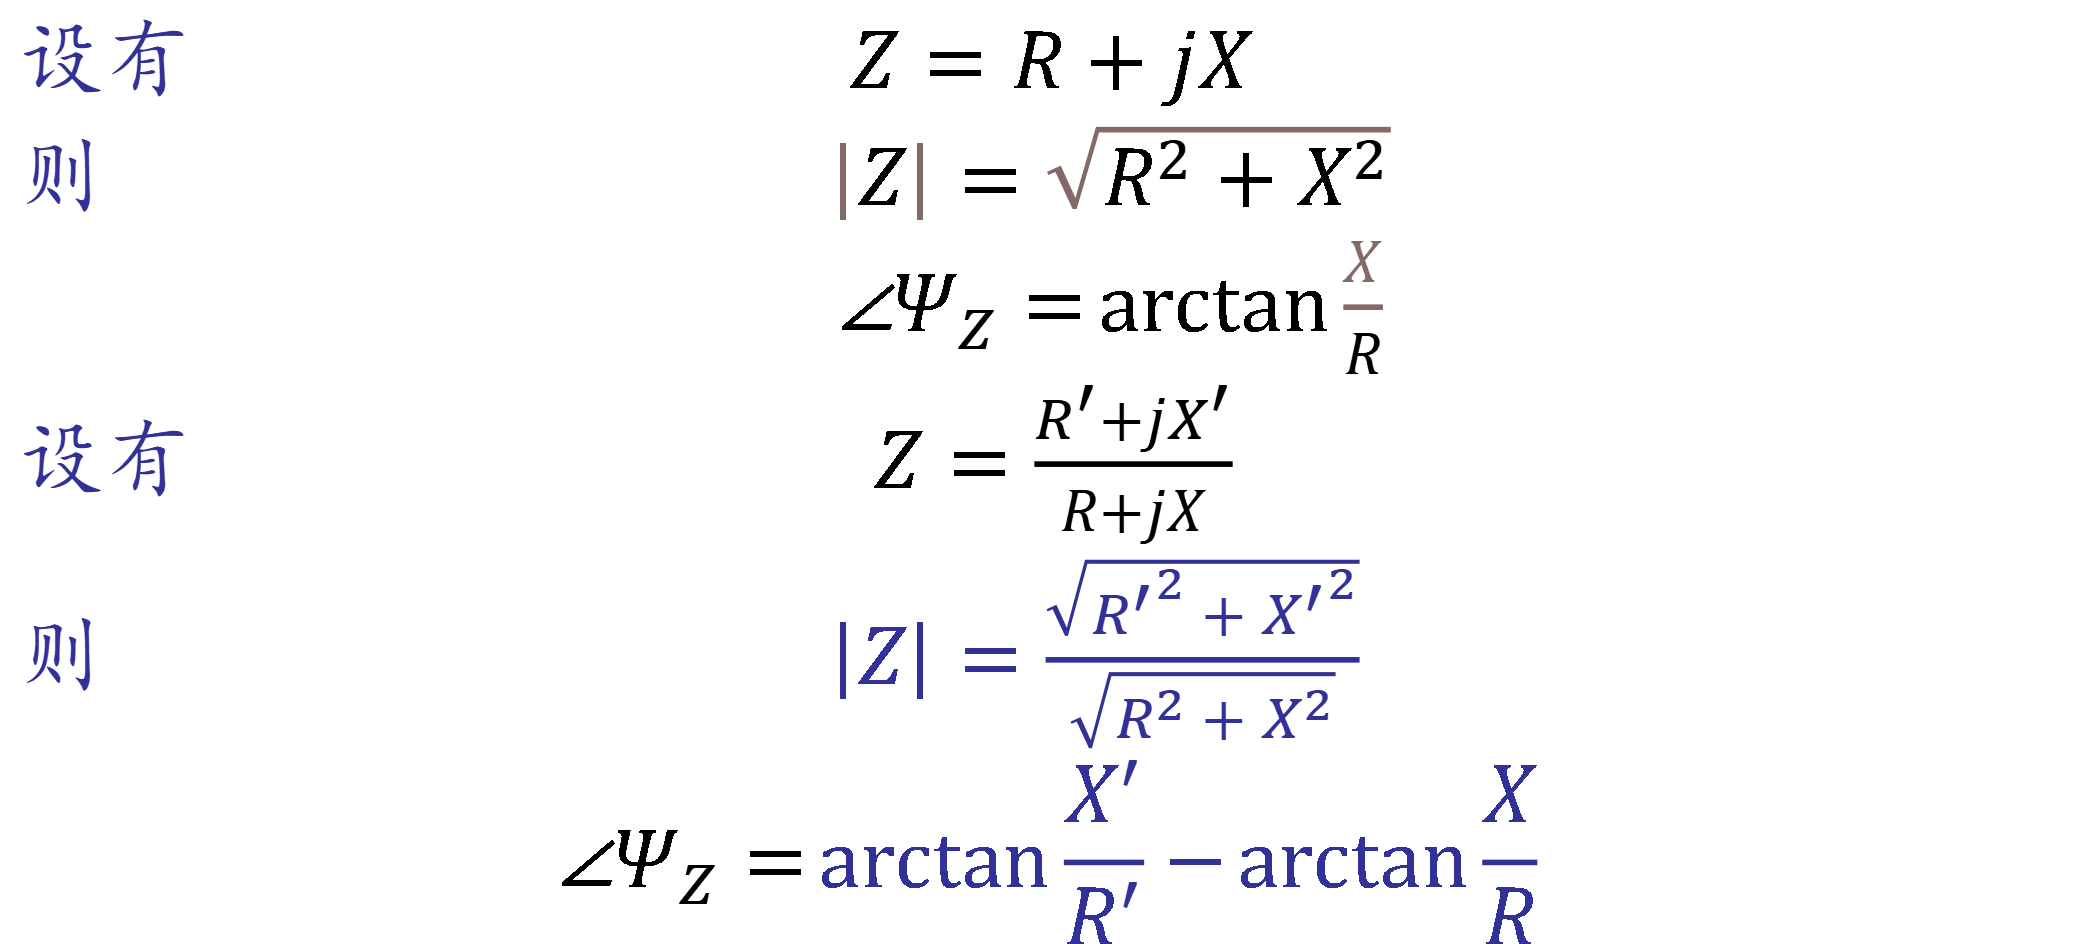 设有 Z = R + jX
则 |Z| = √(R² + X²)
∠Ψ_Z = arctan X/R
设有 Z = (R′+jX′)/(R+jX)
则 |Z| = √(R′² + X′²)/√(R² + X²)
∠Ψ_Z = arctan X′/R′ − arctan X/R